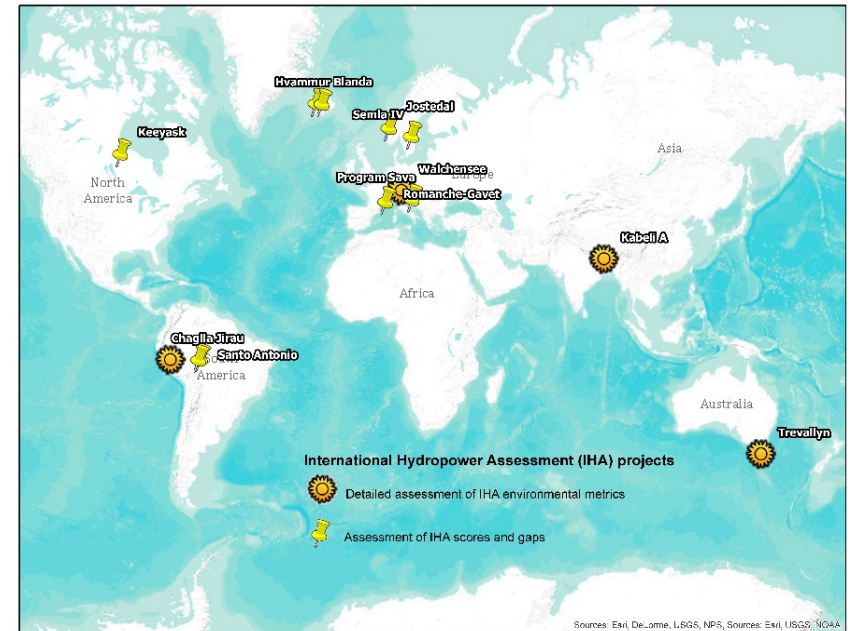 Hvammur Blanda
Jostedal
Semla IV
Keeyask
Asia
Walchensee
Europe
Program Sava
North
America
Romanche-Gavet
Kabeli A
Africa
Chaglla Jirau
Santo Antonio
South
America
Australia
Trevallyn
International Hydropower Assessment (IHA) projects
Detailed assessment of IHA environmental metrics
Assessment of IHA scores and gaps
Sources: Esri, DeLorme, USGS, NPS, Sources: Esri, USGS, NOAA